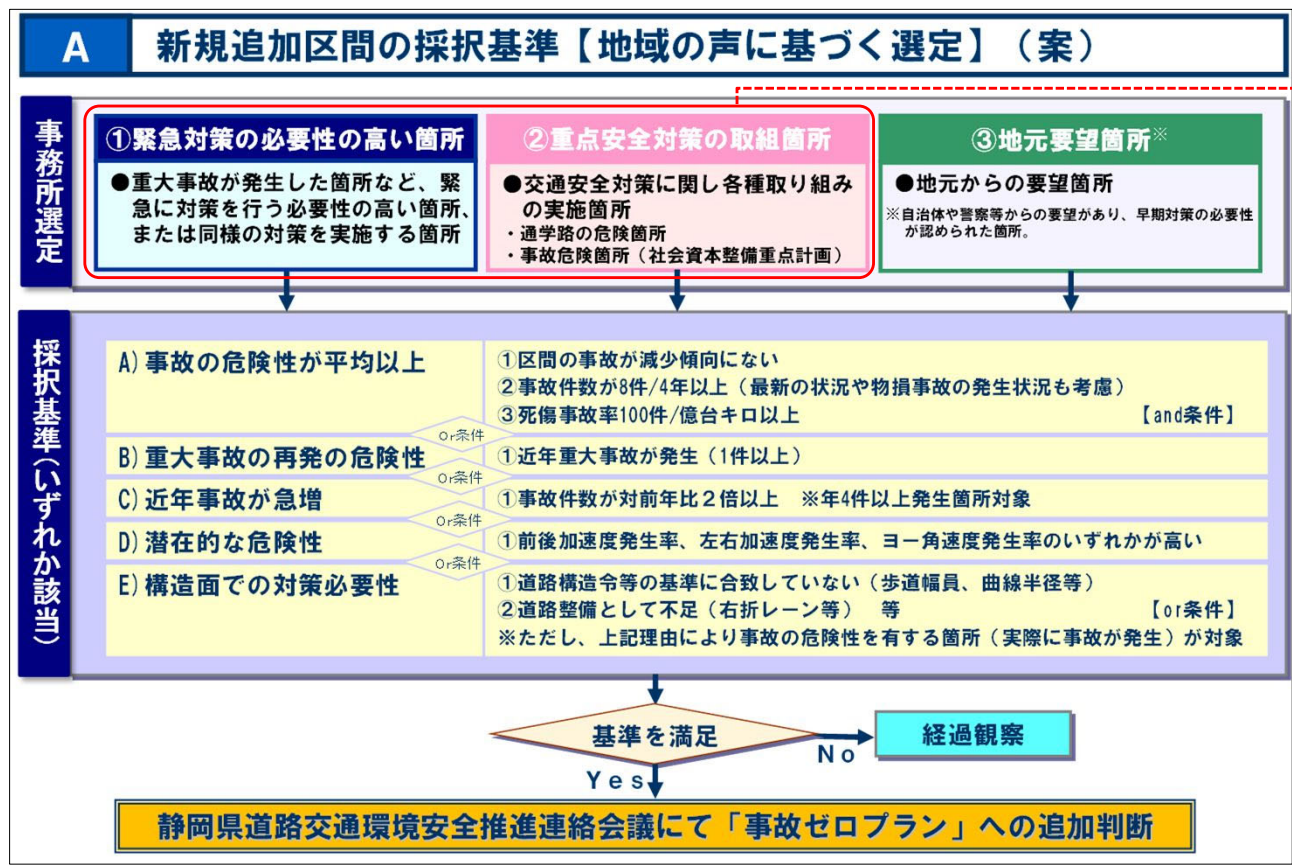 A
新規追加区間の採択基準【地域の声に基づく選定】（案）
事務所選定
①緊急対策の必要性の高い箇所
●重大事故が発生した箇所など、緊
急に対策を行う必要性の高い箇所、
または同様の対策を実施する箇所
②重点安全対策の取組箇所
●交通安全対策に関し各種取り組み
の実施箇所
・通学路の危険箇所
・事故危険箇所（社会資本整備重点計画）
③地元要望箇所※
●地元からの要望箇所
※自治体や警察等からの要望があり、早期対策の必要性
が認められた箇所。
採択基準（いずれか該当）
A)事故の危険性が平均以上
①区間の事故が減少傾向にない
②事故件数が8件/4年以上（最新の状況や物損事故の発生状況も考慮）
③死傷事故率100件/億台キロ以上 【and条件】
Or条件
B)重大事故の再発の危険性
①近年重大事故が発生（1件以上）
Or条件
C)近年事故が急増
①事故件数が対前年比２倍以上 ※年4件以上発生箇所対象
Or条件
D)潜在的な危険性
①前後加速度発生率、左右加速度発生率、ヨー角速度発生率のいずれかが高い
Or条件
E)構造面での対策必要性
①道路構造令等の基準に合致していない（歩道幅員、曲線半径等）
②道路整備として不足（右折レーン等） 等 【or条件】
※ただし、上記理由により事故の危険性を有する箇所（実際に事故が発生）が対象
基準を満足
No
経過観察
Yes
静岡県道路交通環境安全推進連絡会議にて「事故ゼロプラン」への追加判断